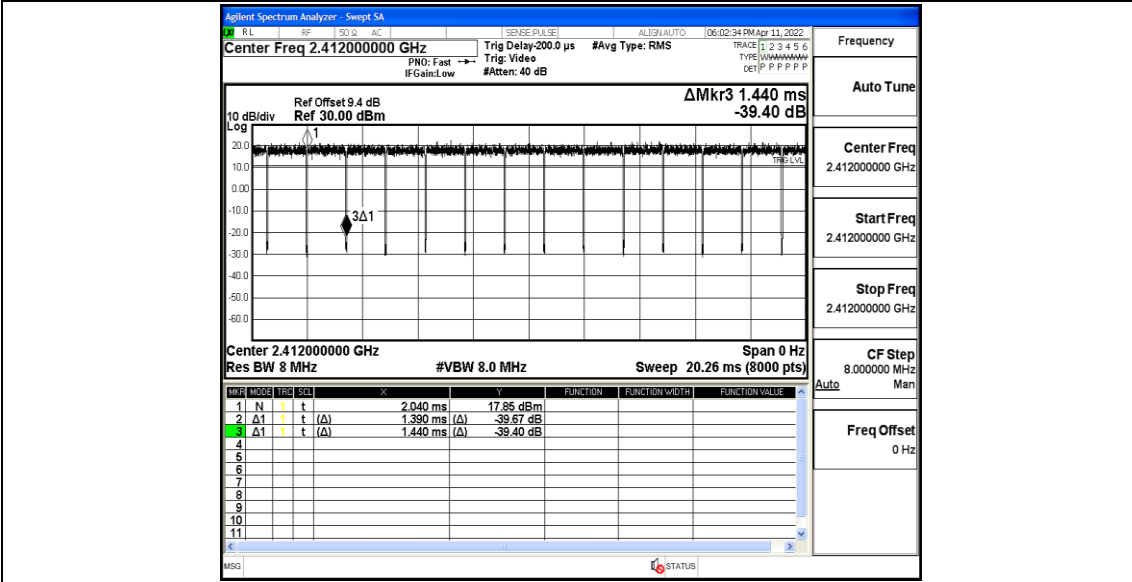 Agilent Spectrum Analyzer - Swept SA
RL RF 50 Ω AC SENSE:PULSE ALIGN AUTO 06:02:34 PM Apr 11, 2022
Center Freq 2.412000000 GHz Trig Delay-200.0 µs #Avg Type: RMS TRACE 1 2 3 4 5 6
PNO: Fast Trig: Video TYPE WWWWWW
IFGain:Low #Atten: 40 dB DET P P P P P P
Frequency
Auto Tune
Center Freq
2.412000000 GHz
Start Freq
2.412000000 GHz
Stop Freq
2.412000000 GHz
CF Step
8.000000 MHz
Auto Man
Freq Offset
0 Hz
ΔMkr3 1.440 ms
-39.40 dB
Ref Offset 9.4 dB
10 dB/div Ref 30.00 dBm
Log
1
20.0
TRIG LVL
10.0
0.00
-10.0
3Δ1
-20.0
-30.0
-40.0
-50.0
-60.0
Center 2.412000000 GHz Span 0 Hz
Res BW 8 MHz #VBW 8.0 MHz Sweep 20.26 ms (8000 pts)
MKR MODE TRC SCL X Y FUNCTION FUNCTION WIDTH FUNCTION VALUE
1 N 1 t 2.040 ms 17.85 dBm
2 Δ1 1 t (Δ) 1.390 ms (Δ) -39.67 dB
3 Δ1 1 t (Δ) 1.440 ms (Δ) -39.40 dB
4
5
6
7
8
9
10
11
MSG STATUS